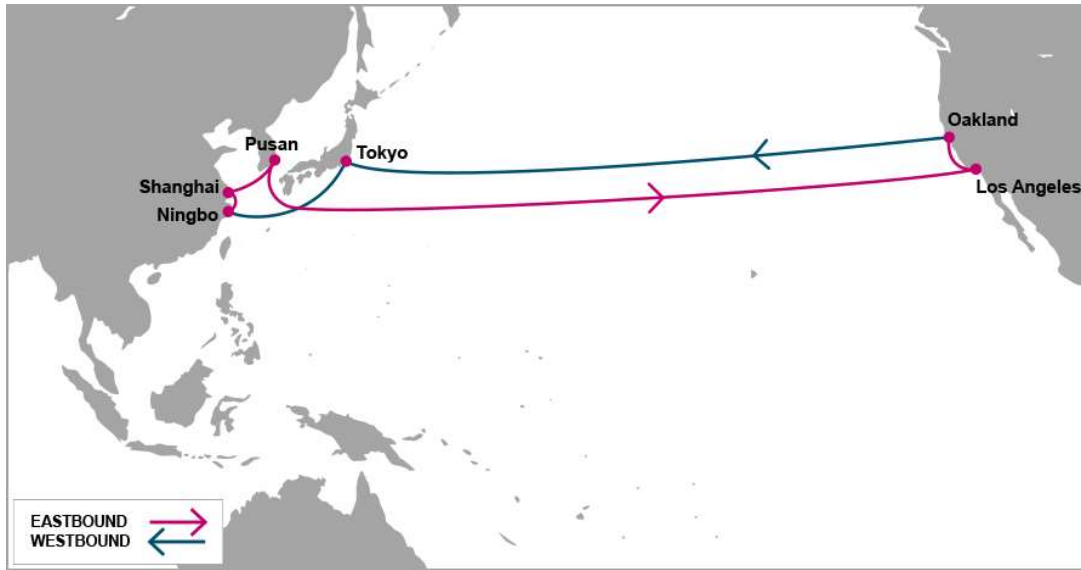 Oakland
Pusan
Tokyo
Shanghai
Los Angeles
Ningbo
EASTBOUND
WESTBOUND